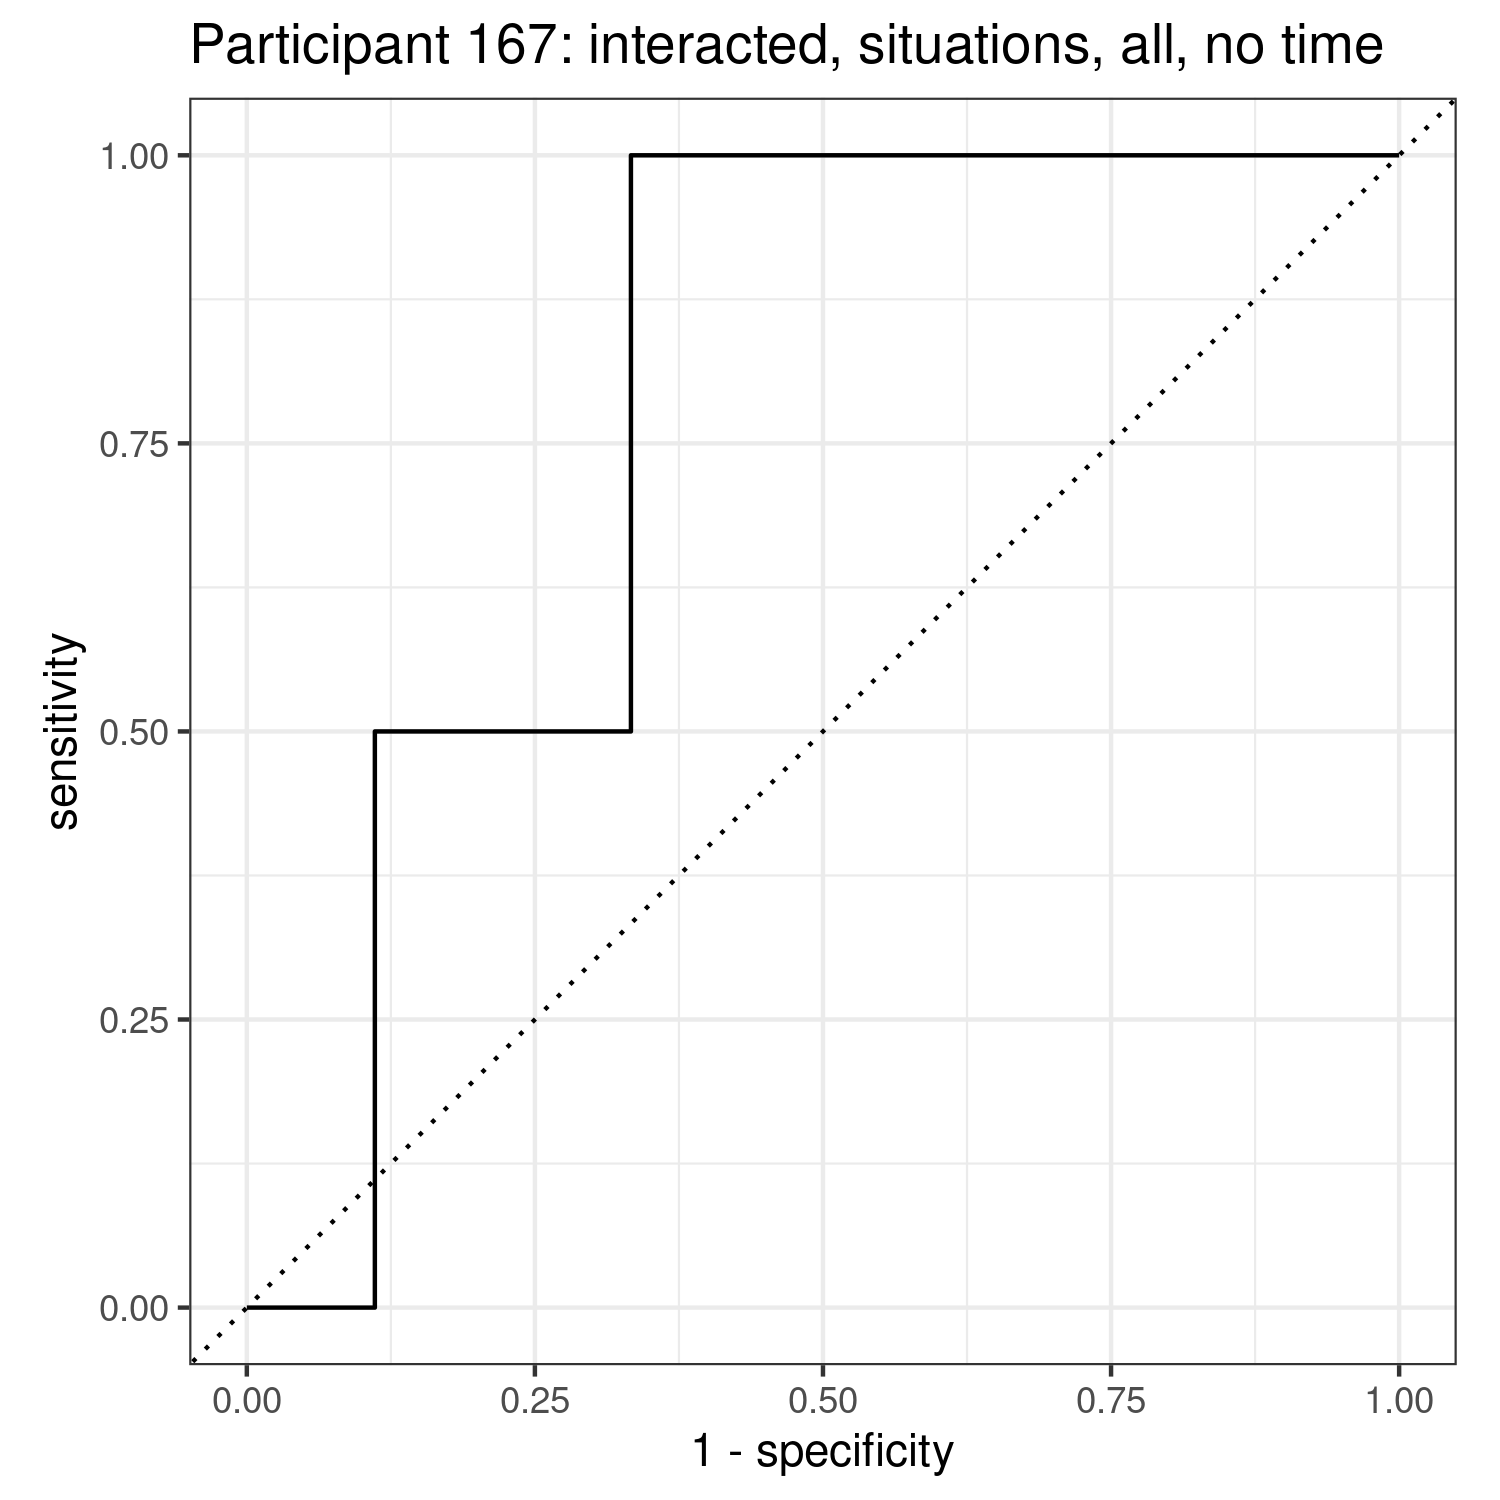 Participant 167: interacted, situations, all, no time
1.00
0.75
0.50
0.25
0.00
sensitivity
0.00 0.25 0.50 0.75 1.00
1 - specificity